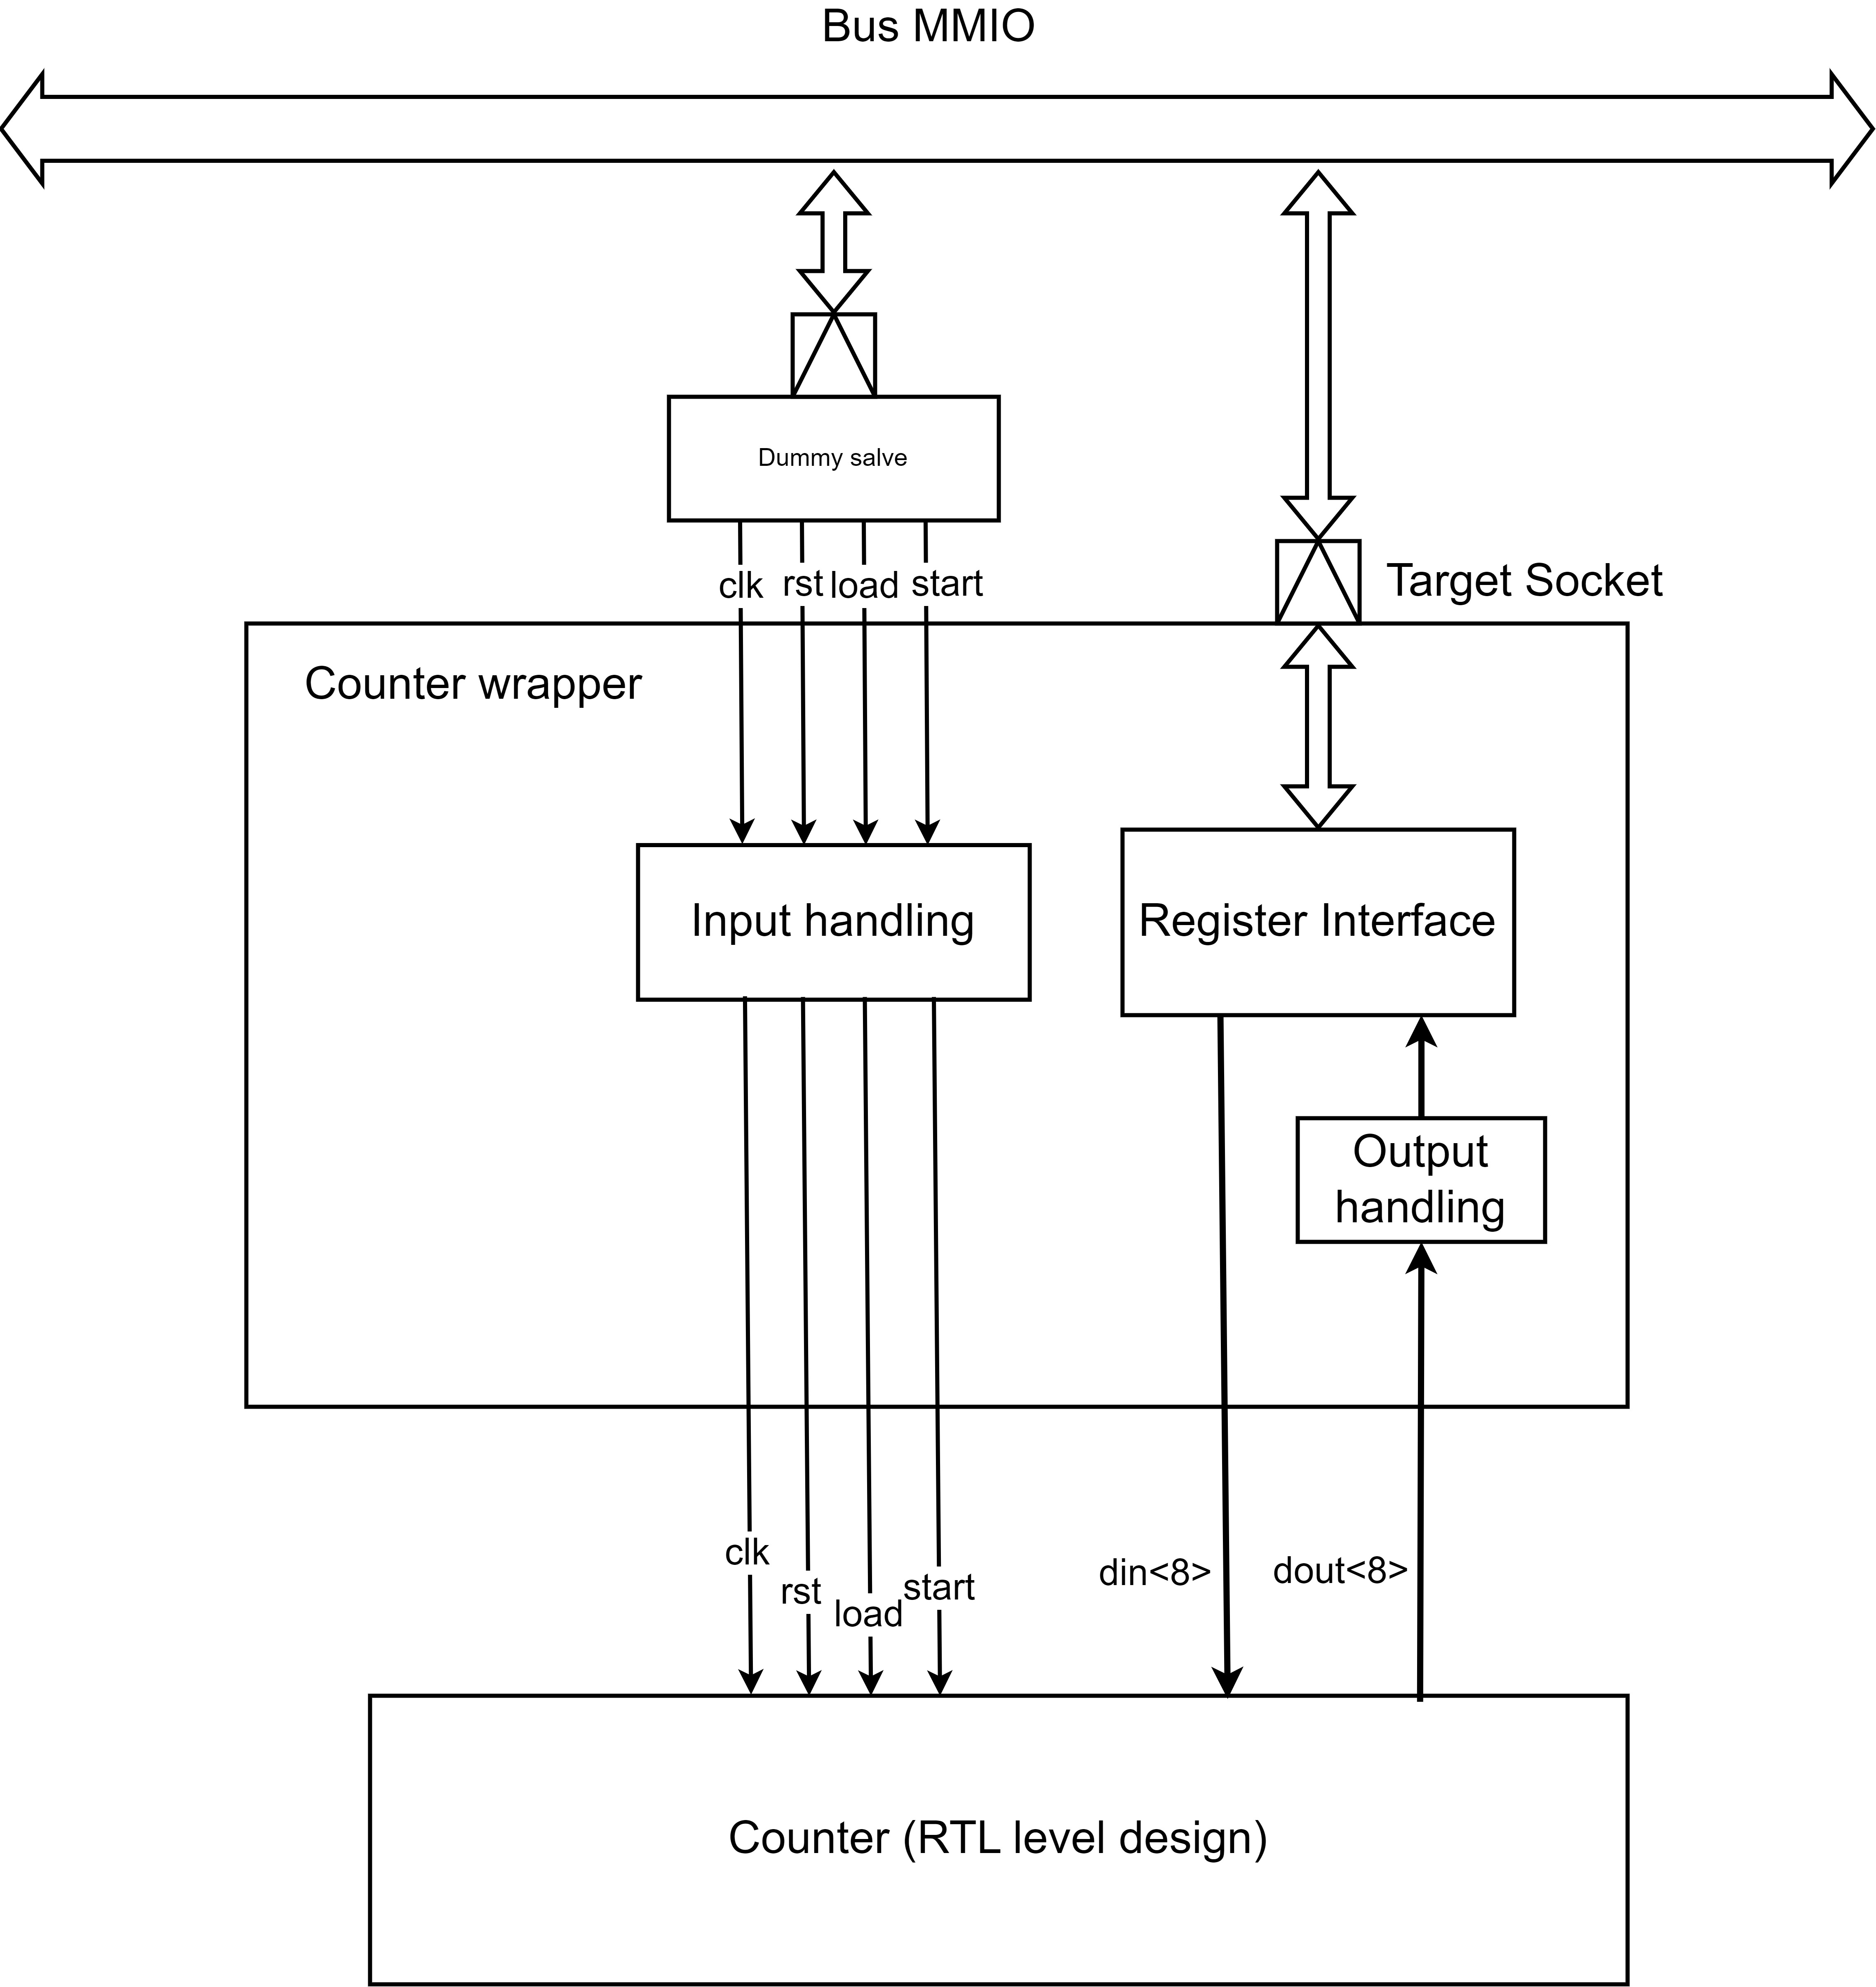 Bus MMIO
Dummy salve
clk rst load start
Target Socket
Counter wrapper
Input handling
Register Interface
Output
handling
clk
rst
load
start
din<8>
dout<8>
Counter (RTL level design)